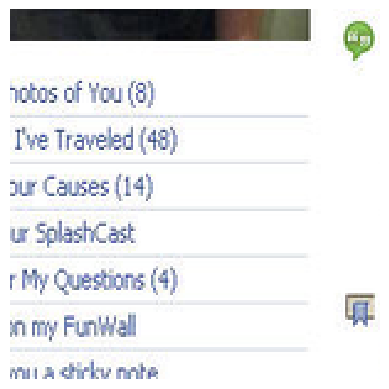 hotos of You (8)
I've Traveled (48)
our Causes (14)
ur SplashCast
r My Questions (4)
on my FunWall
you a sticky note